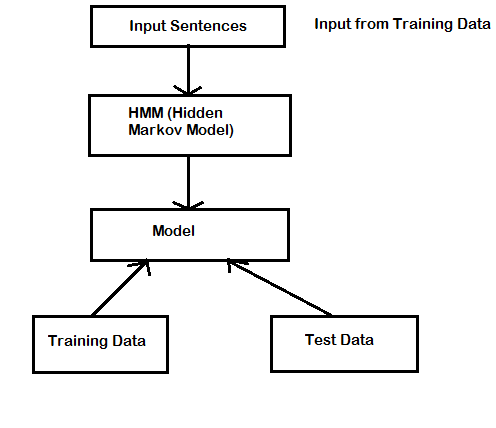 Input Sentences
Input from Training Data
HMM (Hidden
Markov Model)
Model
Training Data
Test Data